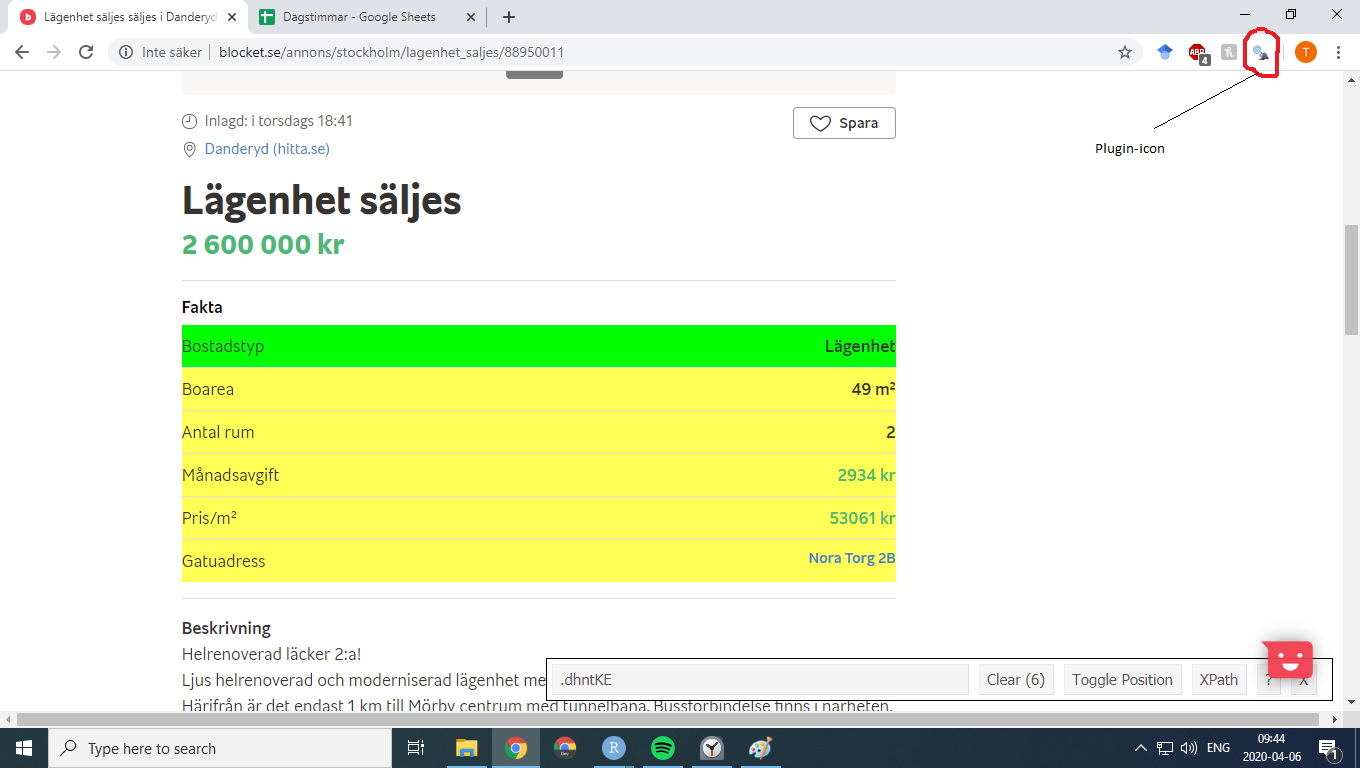 Lägenhet säljes säljes i Danderyd
Dagstimmar - Google Sheets
Inte säker
blocket.se/annons/stockholm/lagenhet_saljes/88950011
ABP
4
T
Plugin-icon
Inlagd: i torsdags 18:41
Spara
Danderyd (hitta.se)
Lägenhet säljes
2 600 000 kr
Fakta
Bostadstyp Lägenhet
Boarea 49 m²
Antal rum 2
Månadsavgift 2934 kr
Pris/m² 53061 kr
Gatuadress Nora Torg 2B
Beskrivning
Helrenoverad läcker 2:a!
Ljus helrenoverad och moderniserad lägenhet me
.dhntKE
Clear (6)
Toggle Position
XPath
?
X
Härifrån är det endast 1 km till Mörby centrum med tunnelbana. Bussförbindelse finns i närheten.
Type here to search
Dev
R
ENG
09:44
2020-04-06
1